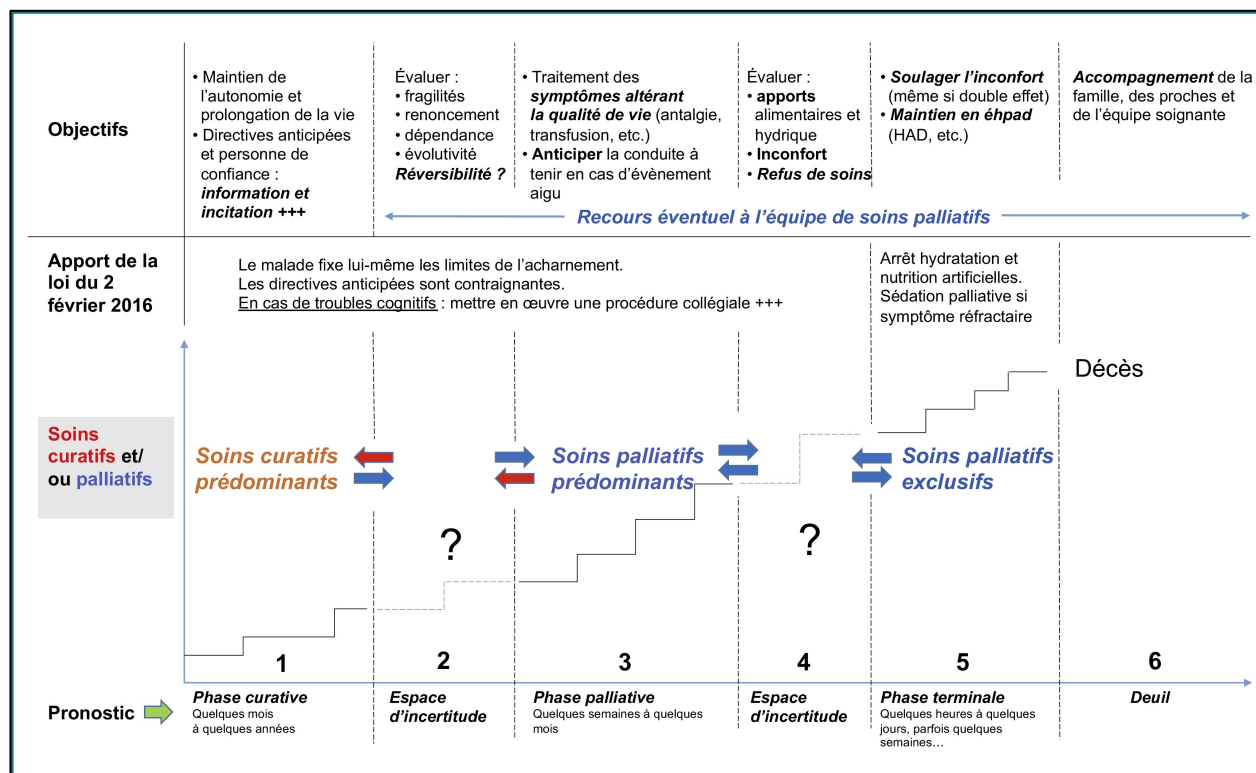 Objectifs
• Maintien de
l’autonomie et
prolongation de la vie
• Directives anticipées
et personne de
confiance :
information et
incitation +++
Évaluer :
• fragilités
• renoncement
• dépendance
• évolutivité
Réversibilité ?
• Traitement des
symptômes altérant
la qualité de vie (antalgie,
transfusion, etc.)
• Anticiper la conduite à
tenir en cas d’évènement
aigu
Évaluer :
• apports
alimentaires et
hydrique
• Inconfort
• Refus de soins
• Soulager l’inconfort
(même si double effet)
• Maintien en éhpad
(HAD, etc.)
Accompagnement de la
famille, des proches et
de l’équipe soignante
Recours éventuel à l’équipe de soins palliatifs
Apport de la
loi du 2
février 2016
Le malade fixe lui-même les limites de l’acharnement.
Les directives anticipées sont contraignantes.
En cas de troubles cognitifs : mettre en œuvre une procédure collégiale +++
Arrêt hydratation et
nutrition artificielles.
Sédation palliative si
symptôme réfractaire
Décès
Soins
curatifs et/
ou palliatifs
Soins curatifs
prédominants
?
Soins palliatifs
prédominants
?
Soins palliatifs
exclusifs
1
2
3
4
5
6
Pronostic
Phase curative
Quelques mois
à quelques années
Espace
d’incertitude
Phase palliative
Quelques semaines à quelques
mois
Espace
d’incertitude
Phase terminale
Quelques heures à quelques
jours, parfois quelques
semaines…
Deuil